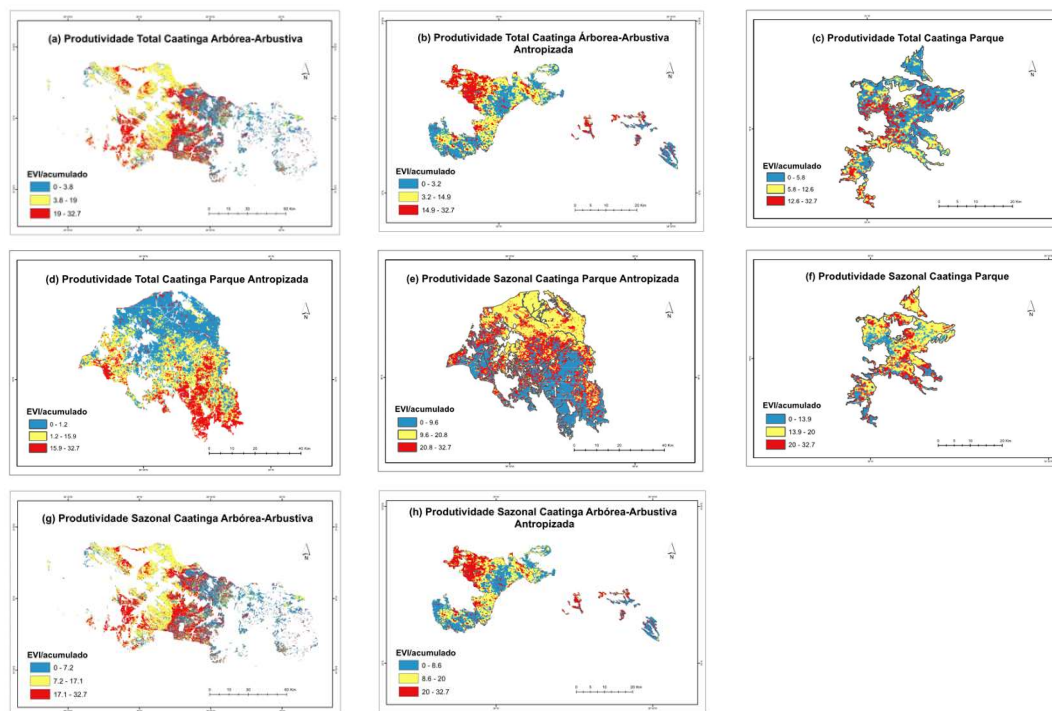 (a) Produtividade Total Caatinga Arbórea-Arbustiva
N
EVI/acumulado
0 - 3.8
3.8 - 19
19 - 32.7
(b) Produtividade Total Caatinga Árborea-Arbustiva
Antropizada
N
EVI/acumulado
0 - 3.2
3.2 - 14.9
14.9 - 32.7
(c) Produtividade Total Caatinga Parque
N
EVI/acumulado
0 - 5.8
5.8 - 12.6
12.6 - 32.7
(d) Produtividade Total Caatinga Parque Antropizada
N
EVI/acumulado
0 - 1.2
1.2 - 15.9
15.9 - 32.7
(e) Produtividade Sazonal Caatinga Parque Antropizada
N
EVI/acumulado
0 - 9.6
9.6 - 20.8
20.8 - 32.7
(f) Produtividade Sazonal Caatinga Parque
N
EVI/acumulado
0 - 13.9
13.9 - 20
20 - 32.7
(g) Produtividade Sazonal Caatinga Arbórea-Arbustiva
N
EVI/acumulado
0 - 7.2
7.2 - 17.1
17.1 - 32.7
(h) Produtividade Sazonal Caatinga Arbórea-Arbustiva
Antropizada
N
EVI/acumulado
0 - 8.6
8.6 - 20
20 - 32.7